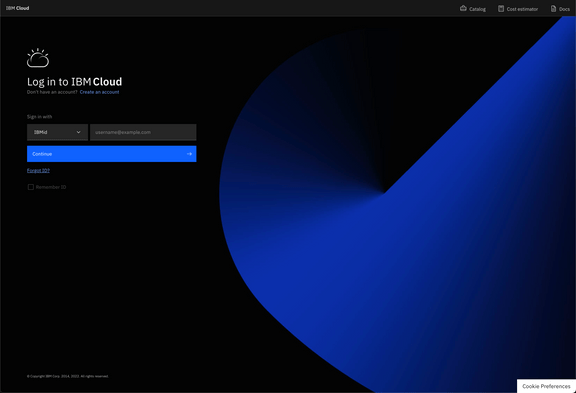 IBM Cloud
Catalog
Cost estimator
Docs
Log in to IBM Cloud
Don't have an account? Create an account
Sign in with
IBMid
username@example.com
Continue
Forgot ID?
Remember ID
© Copyright IBM Corp. 2014, 2022. All rights reserved.
Cookie Preferences